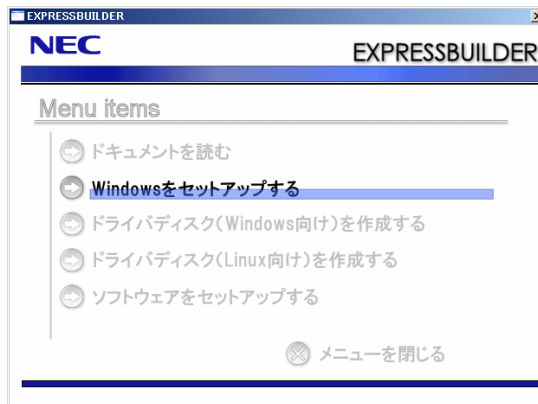 EXPRESSBUILDER
NEC
EXPRESSBUILDER
Menu items
ドキュメントを読む
Windowsをセットアップする
ドライバディスク(Windows向け)を作成する
ドライバディスク(Linux向け)を作成する
ソフトウェアをセットアップする
メニューを閉じる